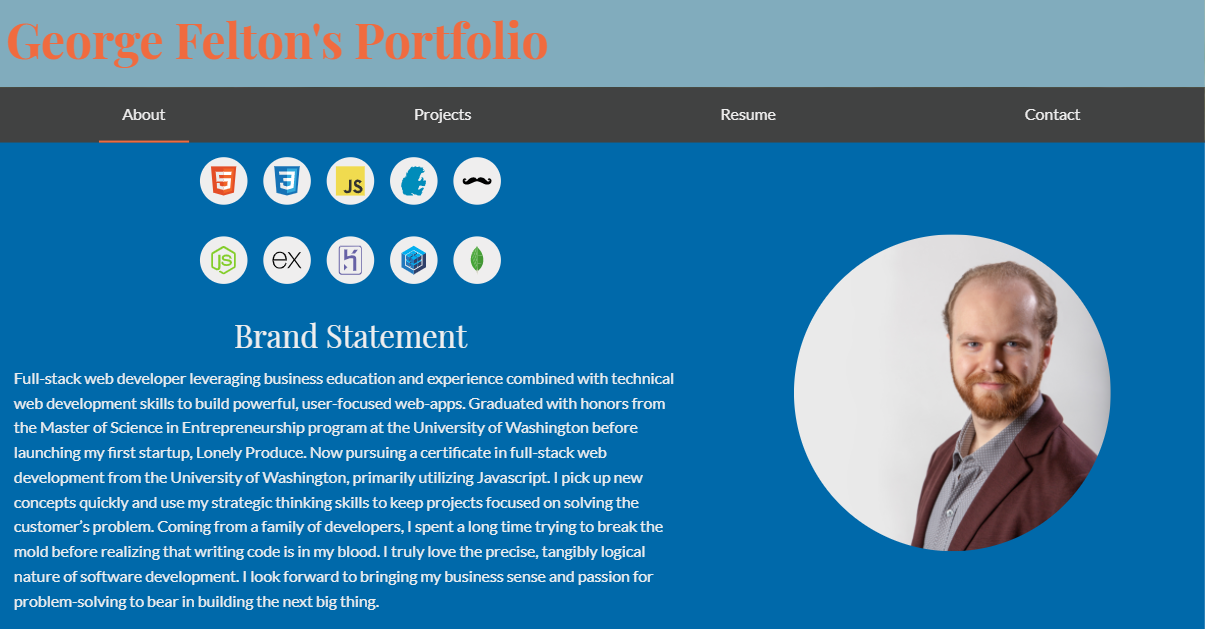 George Felton's Portfolio
About
Projects
Resume
Contact
5
3
JS
JS
ex
Brand Statement
Full-stack web developer leveraging business education and experience combined with technical
web development skills to build powerful, user-focused web-apps. Graduated with honors from
the Master of Science in Entrepreneurship program at the University of Washington before
launching my first startup, Lonely Produce. Now pursuing a certificate in full-stack web
development from the University of Washington, primarily utilizing Javascript. I pick up new
concepts quickly and use my strategic thinking skills to keep projects focused on solving the
customer’s problem. Coming from a family of developers, I spent a long time trying to break the
mold before realizing that writing code is in my blood. I truly love the precise, tangibly logical
nature of software development. I look forward to bringing my business sense and passion for
problem-solving to bear in building the next big thing.